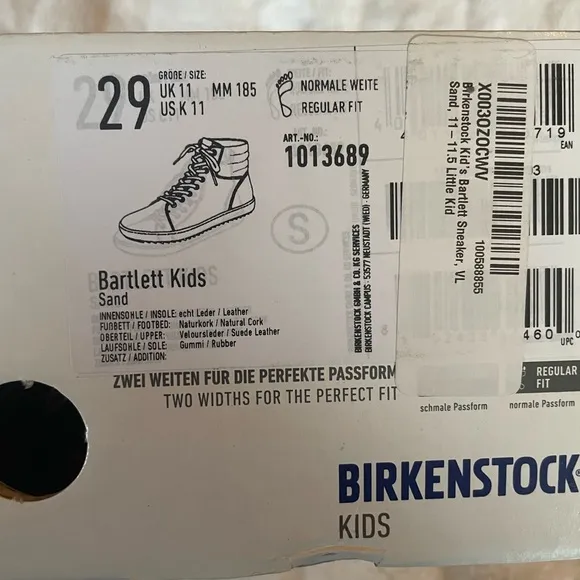 29
GRÖßE / SIZE:
UK 11 MM 185
US K 11
NORMALE WEITE
REGULAR FIT
ART.-NO.:
1013689
S
Bartlett Kids
Sand
INNENSOHLE / INSOLE: echt Leder / Leather
FUßBETT / FOOTBED: Naturkork / Natural Cork
OBERTEIL / UPPER: Veloursleder / Suede Leather
LAUFSOHLE / SOLE: Gummi / Rubber
ZUSATZ / ADDITION:
BIRKENSTOCK GMBH & CO. KG SERVICES
BIRKENSTOCK CAMPUS · 53577 NEUSTADT (WIED) · GERMANY
X0030ZOCWV
Birkenstock Kid's Bartlett Sneaker, VL
Sand, 11 – 11.5 Little Kid
100588855
719
EAN
460
UPC
ZWEI WEITEN FÜR DIE PERFEKTE PASSFORM
TWO WIDTHS FOR THE PERFECT FIT
REGULAR
FIT
schmale Passform
normale Passform
BIRKENSTOCK
KIDS